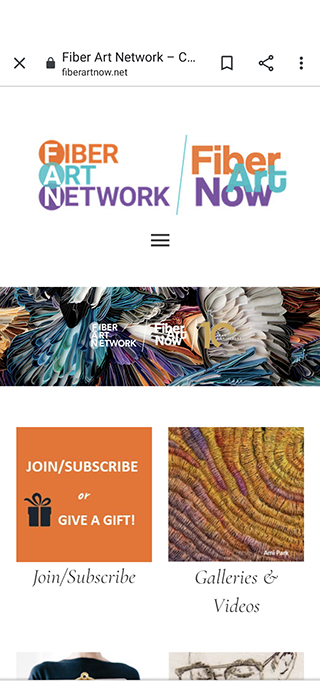 Fiber Art Network – C...
fiberartnow.net
FIBER
ART
NETWORK
Fiber
Art
Now
FIBER
ART
NETWORK
Fiber
Art
Now
10
JOIN/SUBSCRIBE
or
GIVE A GIFT!
Join/Subscribe
Ami Park
Galleries &
Videos